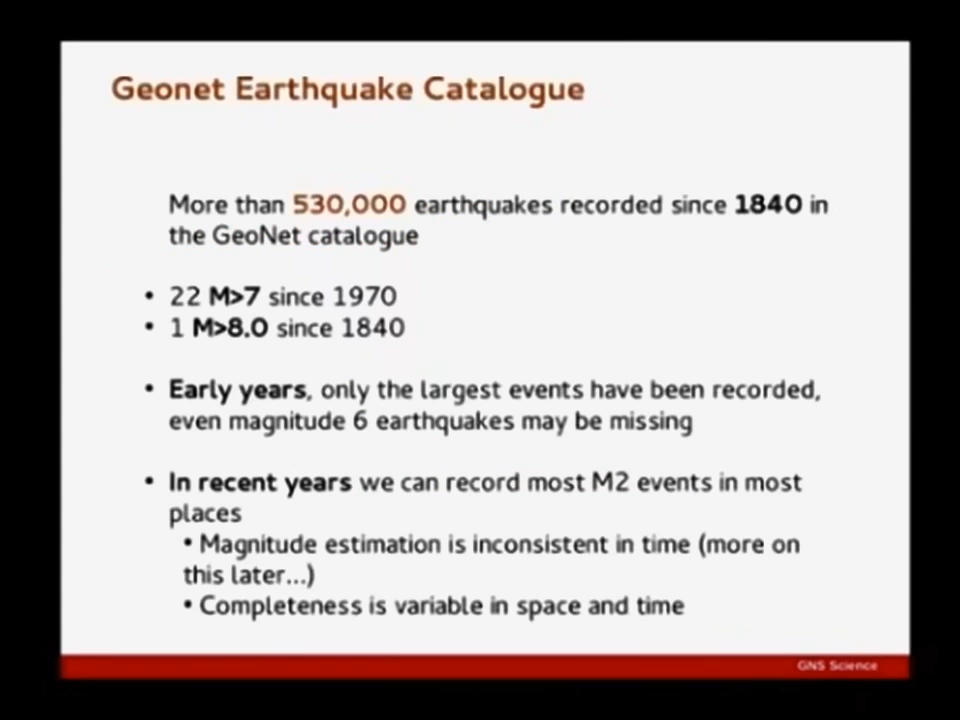 Geonet Earthquake Catalogue
More than 530,000 earthquakes recorded since 1840 in
the GeoNet catalogue
• 22 M>7 since 1970
• 1 M>8.0 since 1840
• Early years, only the largest events have been recorded,
even magnitude 6 earthquakes may be missing
• In recent years we can record most M2 events in most
places
• Magnitude estimation is inconsistent in time (more on
this later...)
• Completeness is variable in space and time
GNS Science